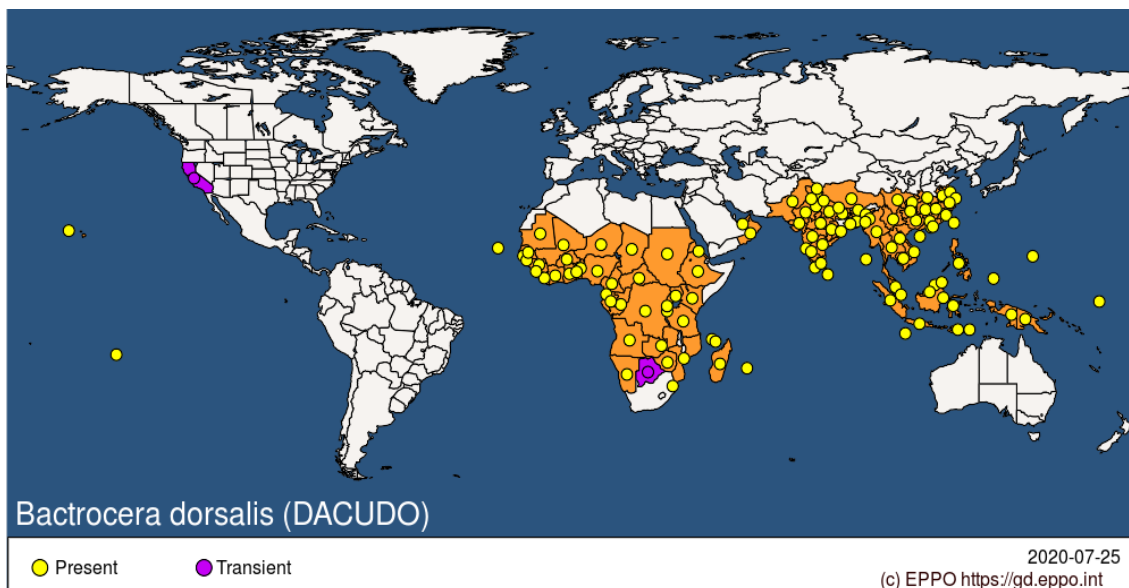 Bactrocera dorsalis (DACUDO)
Present
Transient
2020-07-25
(c) EPPO https://gd.eppo.int